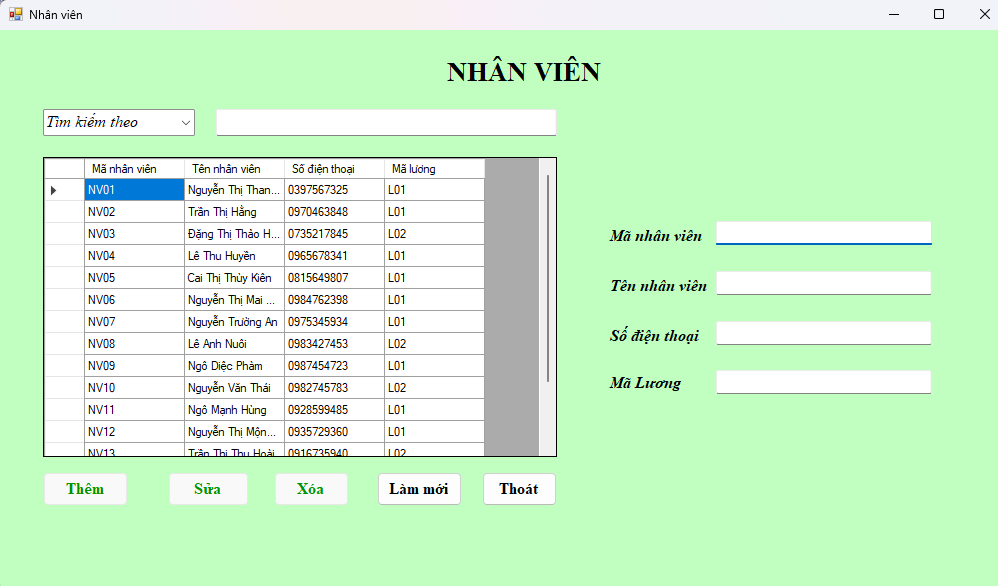 Nhân viên
NHÂN VIÊN
Tìm kiếm theo
Mã nhân viên Tên nhân viên Số điện thoại Mã lương
NV01 Nguyễn Thị Than... 0397567325 L01
NV02 Trần Thị Hằng 0970463848 L01
NV03 Đặng Thị Thảo H... 0735217845 L02
NV04 Lê Thu Huyền 0965678341 L01
NV05 Cai Thị Thùy Kiên 0815649807 L01
NV06 Nguyễn Thị Mai ... 0984762398 L01
NV07 Nguyễn Trường An 0975345934 L01
NV08 Lê Anh Nuôi 0983427453 L02
NV09 Ngô Diệc Phàm 0987454723 L01
NV10 Nguyễn Văn Thái 0982745783 L02
NV11 Ngô Mạnh Hùng 0928599485 L01
NV12 Nguyễn Thị Mộn... 0935729360 L01
NV13 Trần Thị Thu Hoài 0916735940 L02
Mã nhân viên
Tên nhân viên
Số điện thoại
Mã Lương
Thêm Sửa Xóa Làm mới Thoát